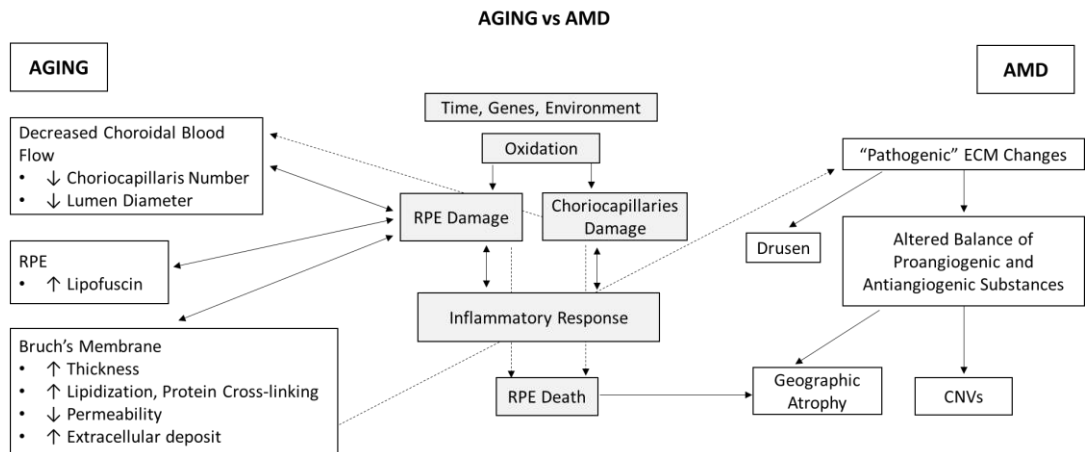 AGING vs AMD
AGING
AMD
Time, Genes, Environment
Oxidation
Decreased Choroidal Blood
Flow
• ↓ Choriocapillaris Number
• ↓ Lumen Diameter
RPE Damage
Choriocapillaries
Damage
RPE
• ↑ Lipofuscin
Inflammatory Response
Bruch's Membrane
• ↑ Thickness
• ↑ Lipidization, Protein Cross-linking
• ↓ Permeability
• ↑ Extracellular deposit
RPE Death
"Pathogenic" ECM Changes
Drusen
Altered Balance of
Proangiogenic and
Antiangiogenic Substances
Geographic
Atrophy
CNVs